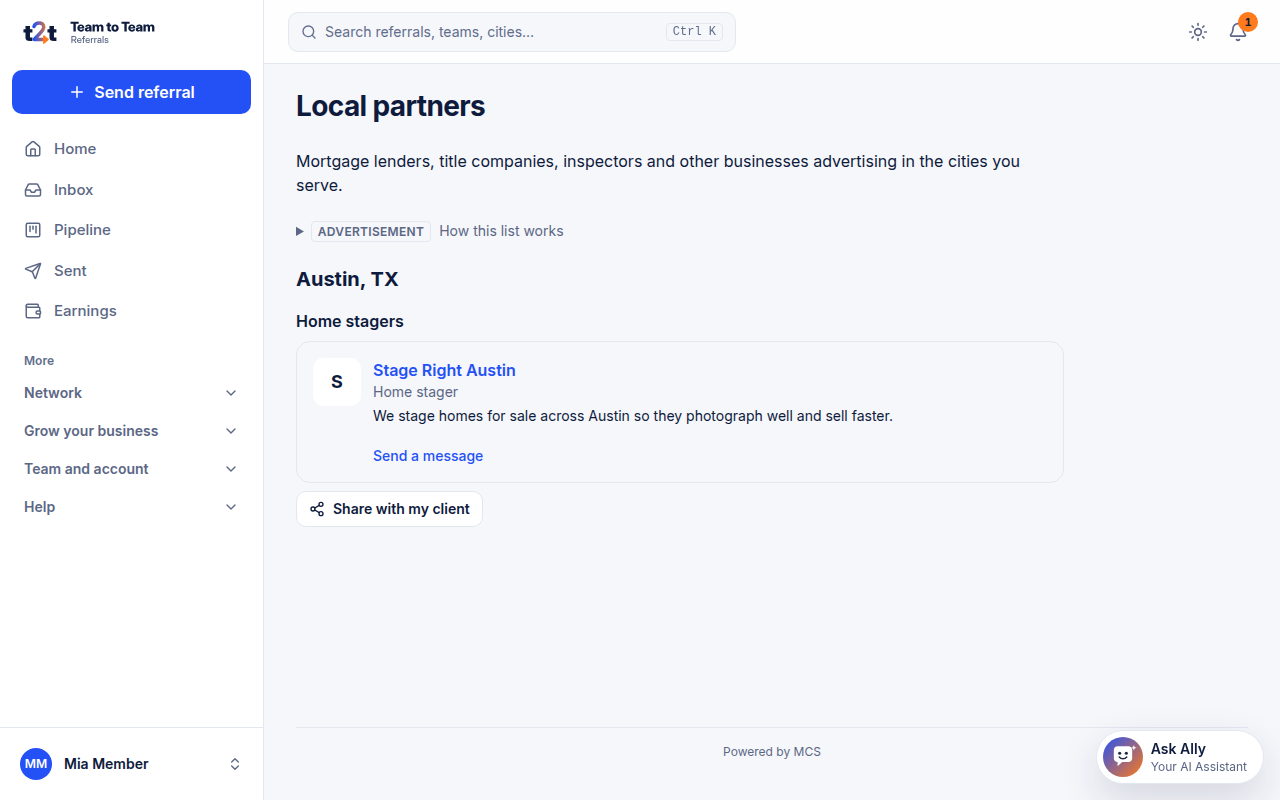 t2t
Team to Team
Referrals
Search referrals, teams, cities...
Ctrl K
1
Send referral
Home
Inbox
Pipeline
Sent
Earnings
More
Network
Grow your business
Team and account
Help
MM
Mia Member
Local partners
Mortgage lenders, title companies, inspectors and other businesses advertising in the cities you
serve.
ADVERTISEMENT How this list works
Austin, TX
Home stagers
S
Stage Right Austin
Home stager
We stage homes for sale across Austin so they photograph well and sell faster.
Send a message
Share with my client
Powered by MCS
Ask Ally
Your AI Assistant